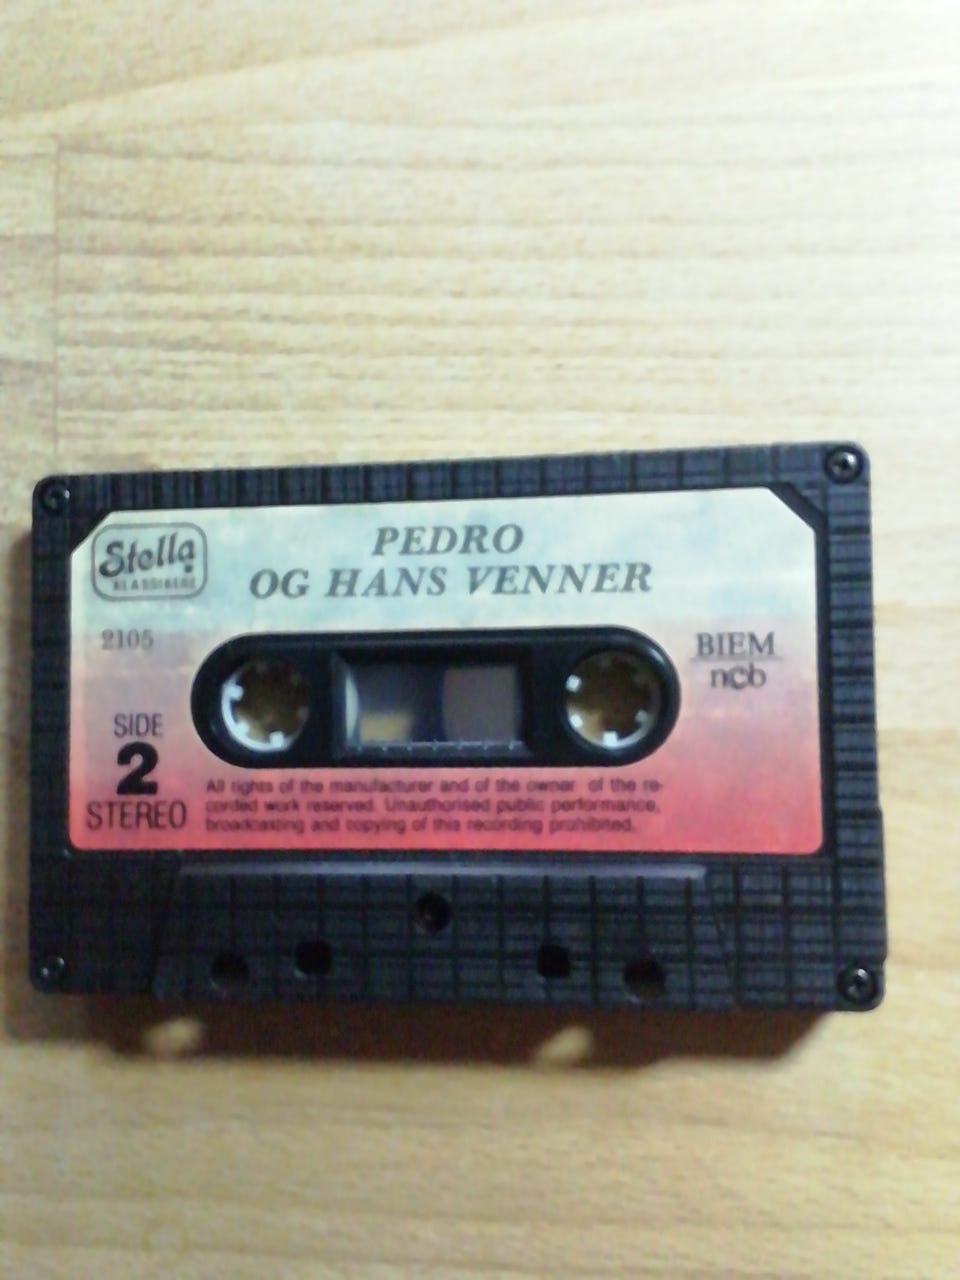 Stella
KLASSIKERE
PEDRO
OG HANS VENNER
2105
BIEM
ncb
SIDE
2
STEREO
All rights of the manufacturer and of the owner of the re-
corded work reserved. Unauthorised public performance,
broadcasting and copying of this recording prohibited.